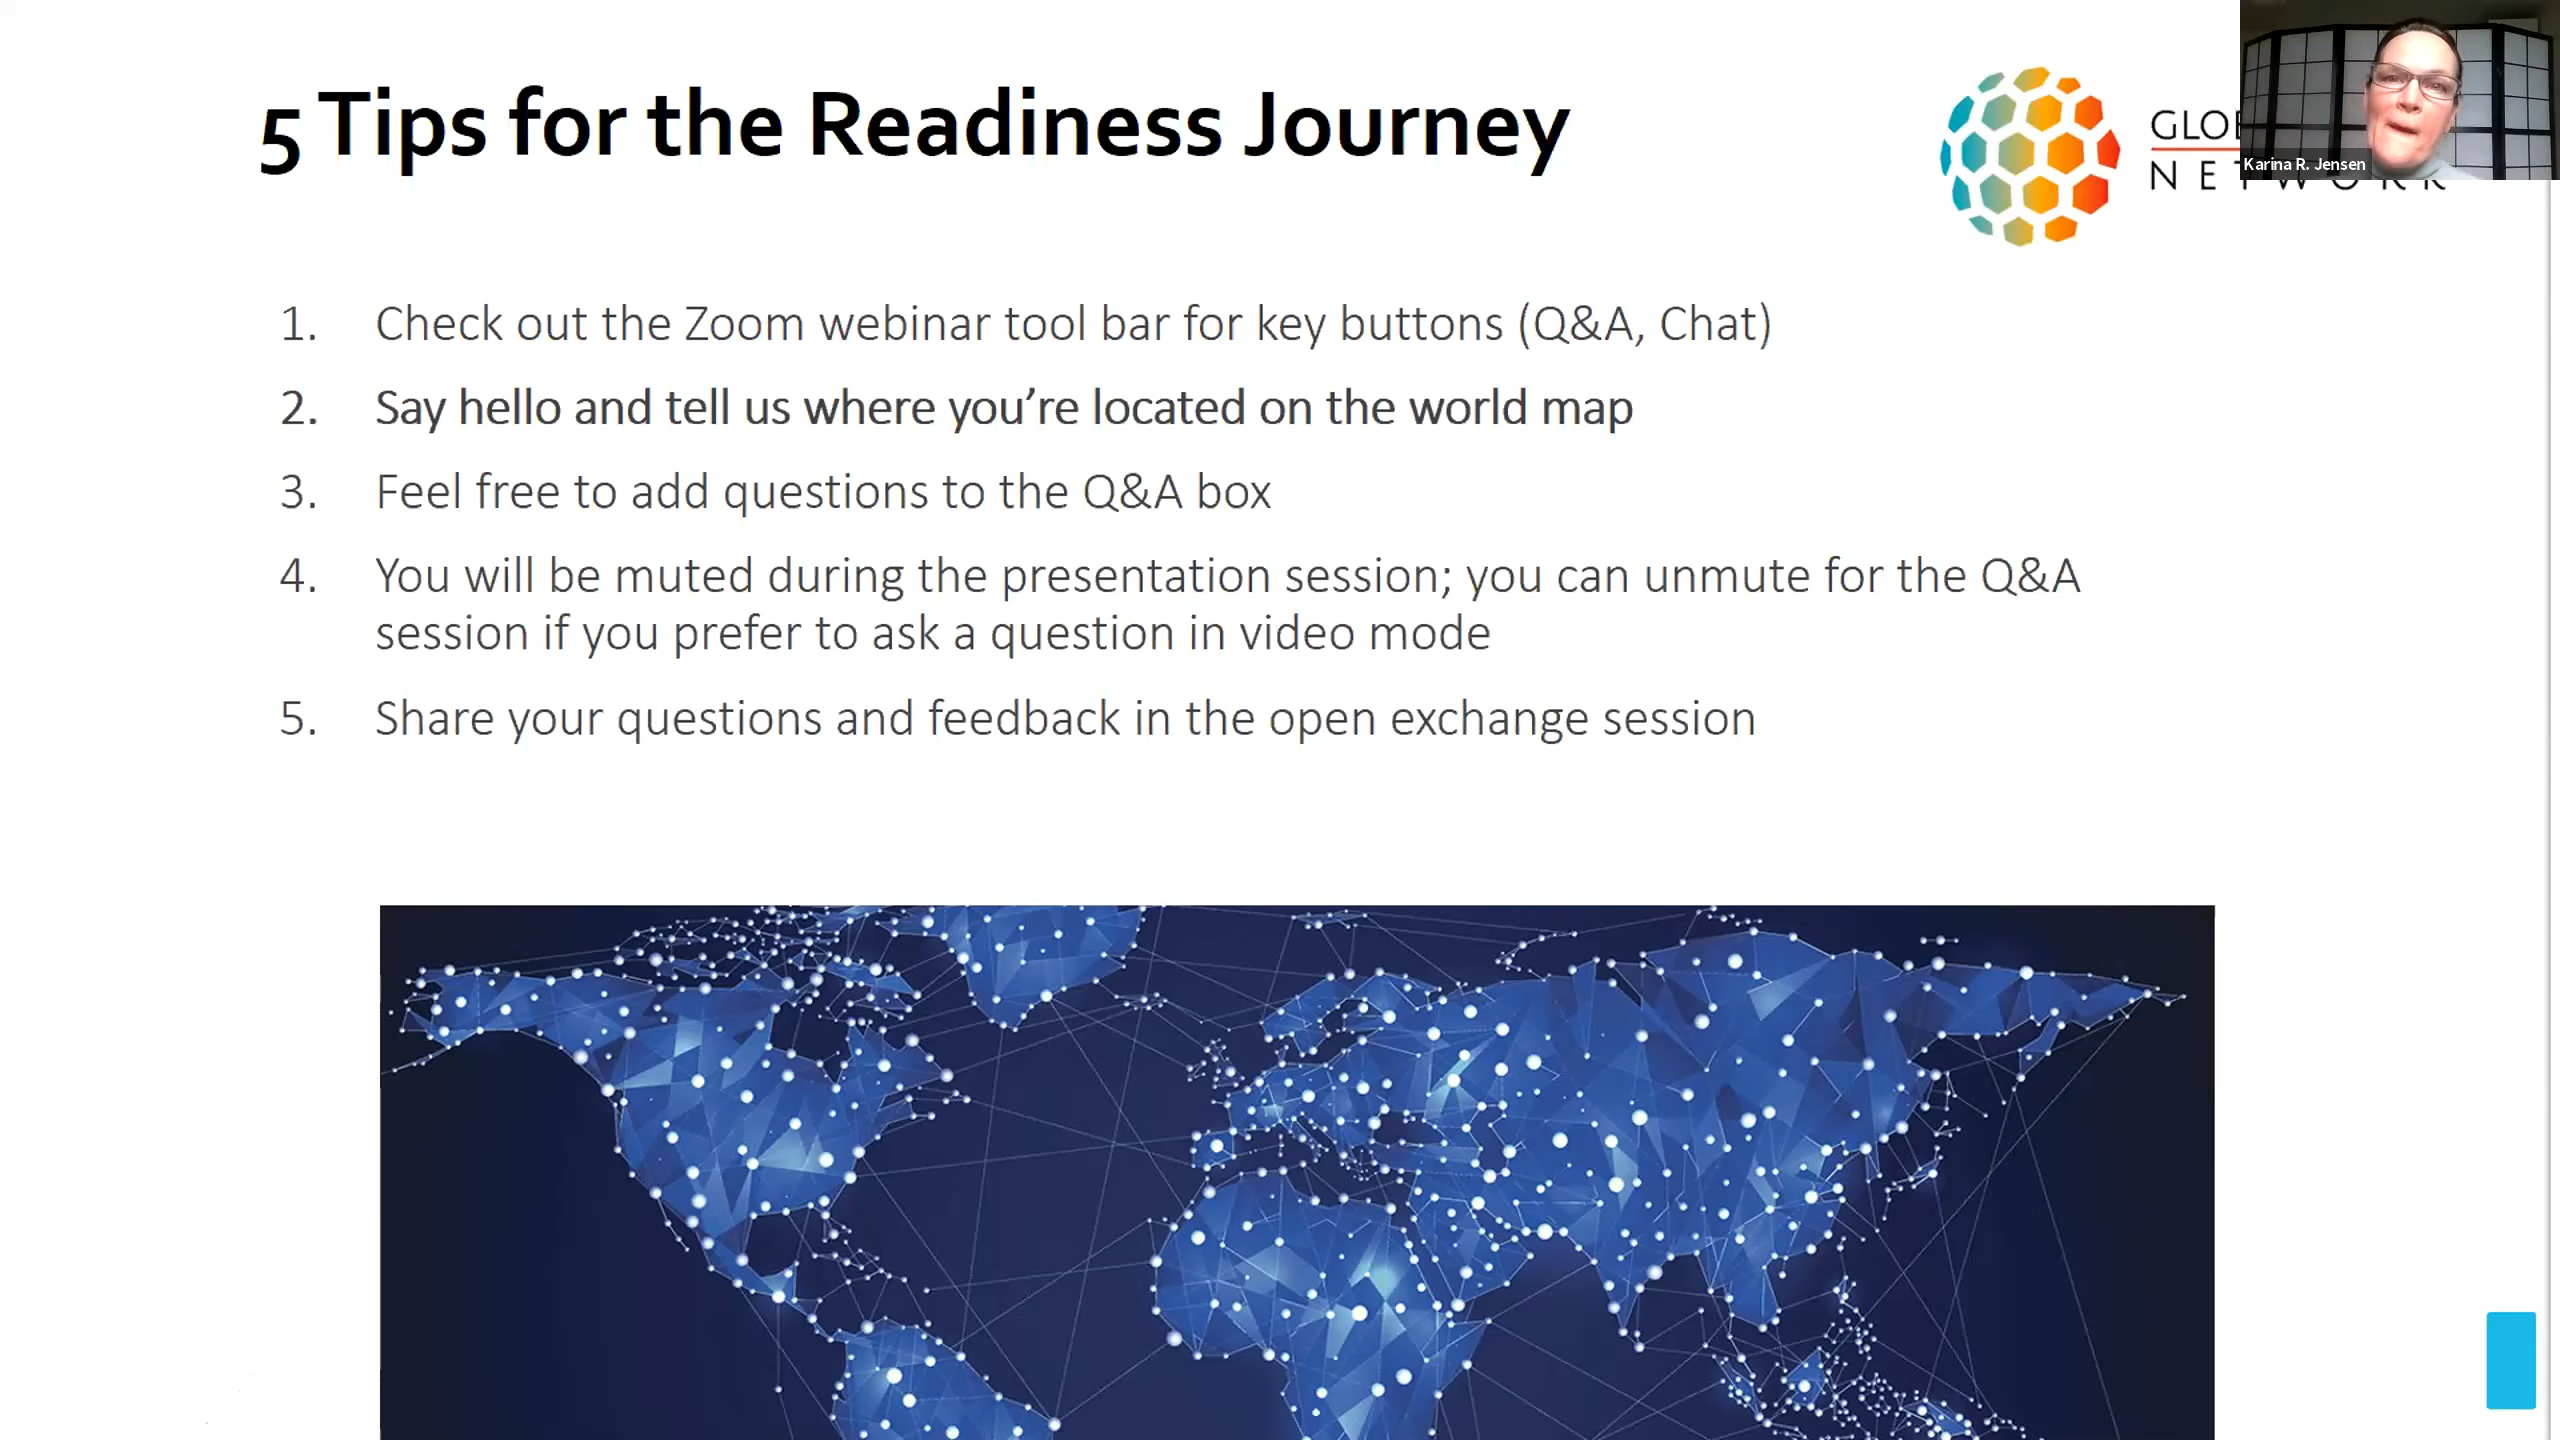 5 Tips for the Readiness Journey
GLOB
NETWORK
Karina R. Jensen
1. Check out the Zoom webinar tool bar for key buttons (Q&A, Chat)
2. Say hello and tell us where you’re located on the world map
3. Feel free to add questions to the Q&A box
4. You will be muted during the presentation session; you can unmute for the Q&A
session if you prefer to ask a question in video mode
5. Share your questions and feedback in the open exchange session